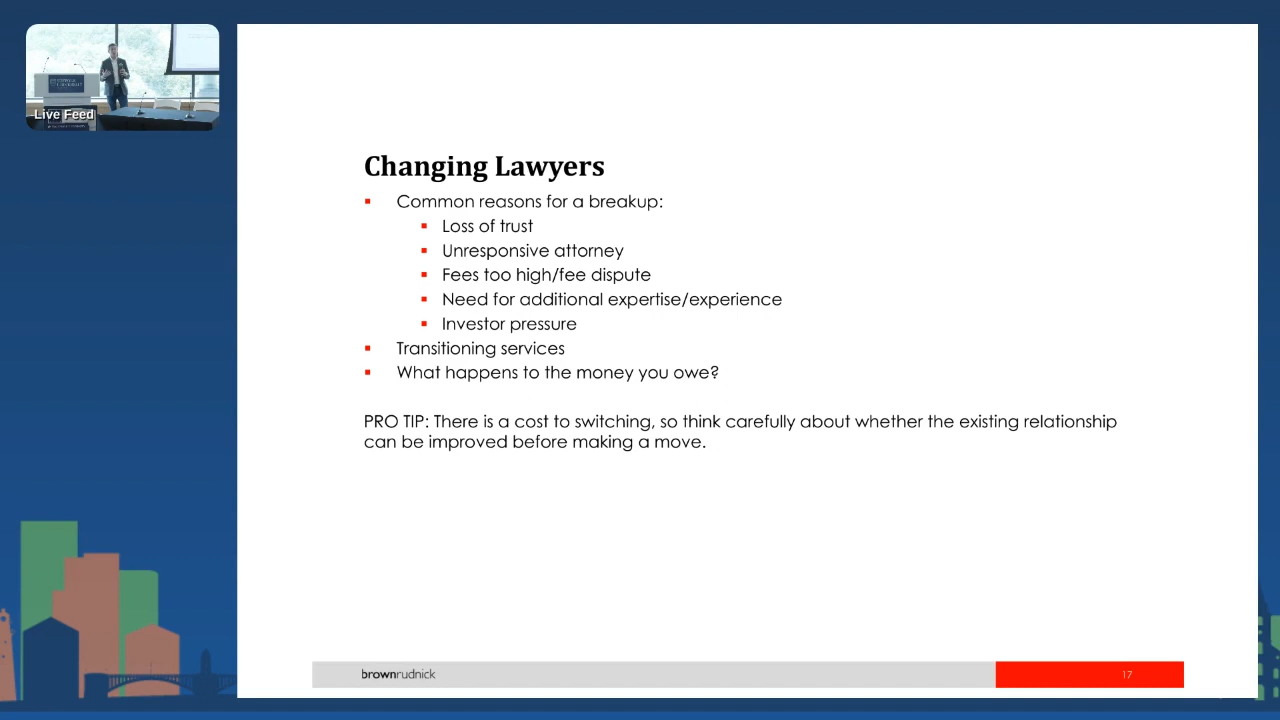 Live Feed
Changing Lawyers
Common reasons for a breakup:
Loss of trust
Unresponsive attorney
Fees too high/fee dispute
Need for additional expertise/experience
Investor pressure
Transitioning services
What happens to the money you owe?
PRO TIP: There is a cost to switching, so think carefully about whether the existing relationship
can be improved before making a move.
brownrudnick
17